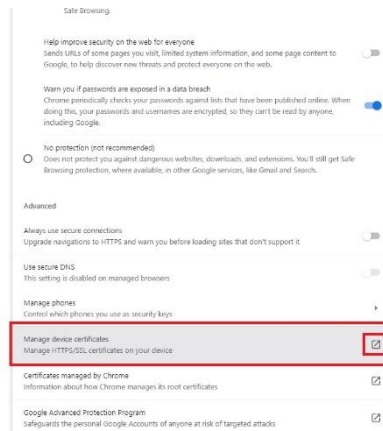 Safe Browsing.
Help improve security on the web for everyone
Sends URLs of some pages you visit, limited system information, and some page content to
Google, to help discover new threats and protect everyone on the web.
Warn you if passwords are exposed in a data breach
Chrome periodically checks your passwords against lists that have been published online. When
doing this, your passwords and usernames are encrypted, so they can't be read by anyone,
including Google.
No protection (not recommended)
Does not protect you against dangerous websites, downloads, and extensions. You'll still get Safe
Browsing protection, where available, in other Google services, like Gmail and Search.
Advanced
Always use secure connections
Upgrade navigations to HTTPS and warn you before loading sites that don't support it
Use secure DNS
This setting is disabled on managed browsers
Manage phones
Control which phones you use as security keys
Manage device certificates
Manage HTTPS/SSL certificates on your device
Certificates managed by Chrome
Information about how Chrome manages its root certificates
Google Advanced Protection Program
Safeguards the personal Google Accounts of anyone at risk of targeted attacks